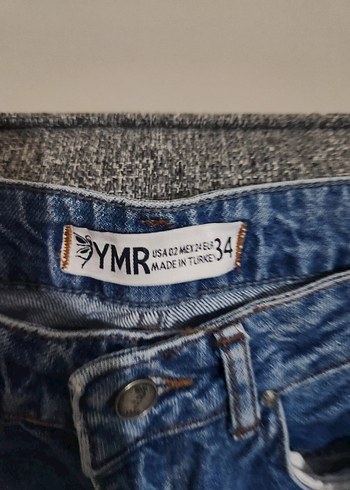 YMR
USA 02 MEX 24 EUR 34
MADE IN TURKEY